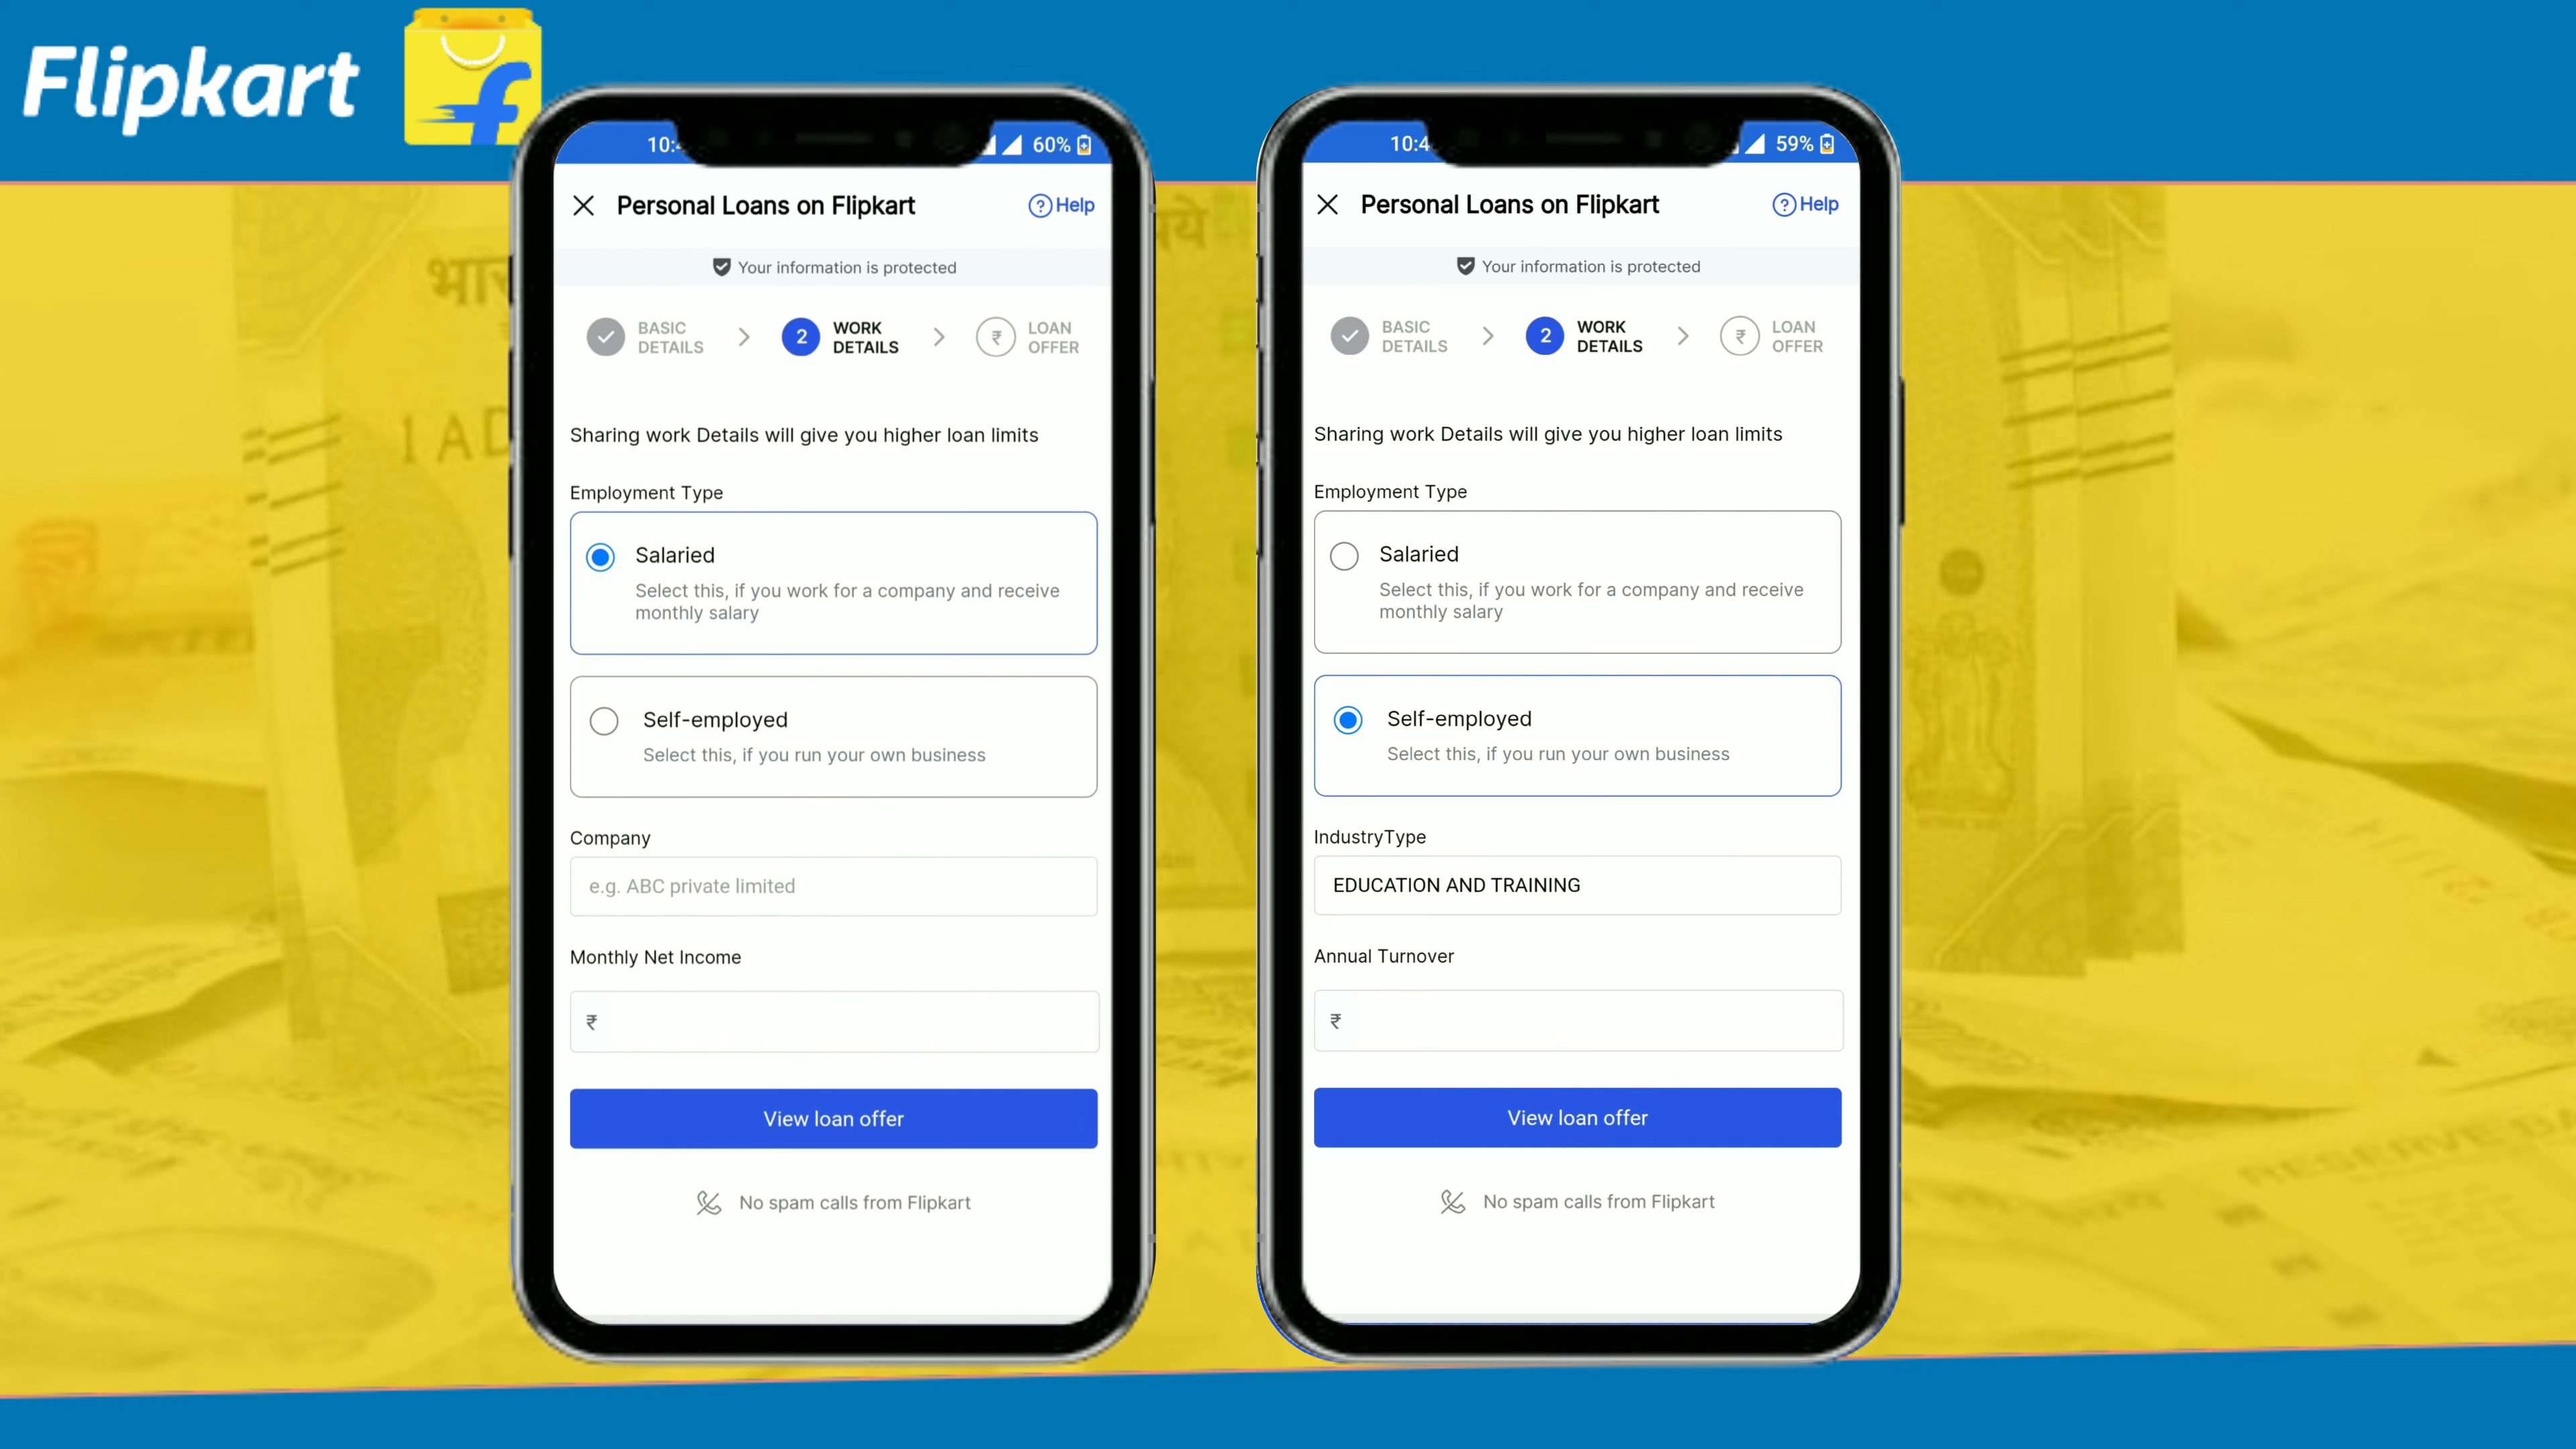 Flipkart
f
10:4
60%
Personal Loans on Flipkart
? Help
Your information is protected
BASIC
DETAILS
2
WORK
DETAILS
₹
LOAN
OFFER
Sharing work Details will give you higher loan limits
Employment Type
Salaried
Select this, if you work for a company and receive
monthly salary
Self-employed
Select this, if you run your own business
Company
e.g. ABC private limited
Monthly Net Income
₹
View loan offer
No spam calls from Flipkart
10:4
59%
Personal Loans on Flipkart
? Help
Your information is protected
BASIC
DETAILS
2
WORK
DETAILS
₹
LOAN
OFFER
Sharing work Details will give you higher loan limits
Employment Type
Salaried
Select this, if you work for a company and receive
monthly salary
Self-employed
Select this, if you run your own business
IndustryType
EDUCATION AND TRAINING
Annual Turnover
₹
View loan offer
No spam calls from Flipkart
RESERVE BA